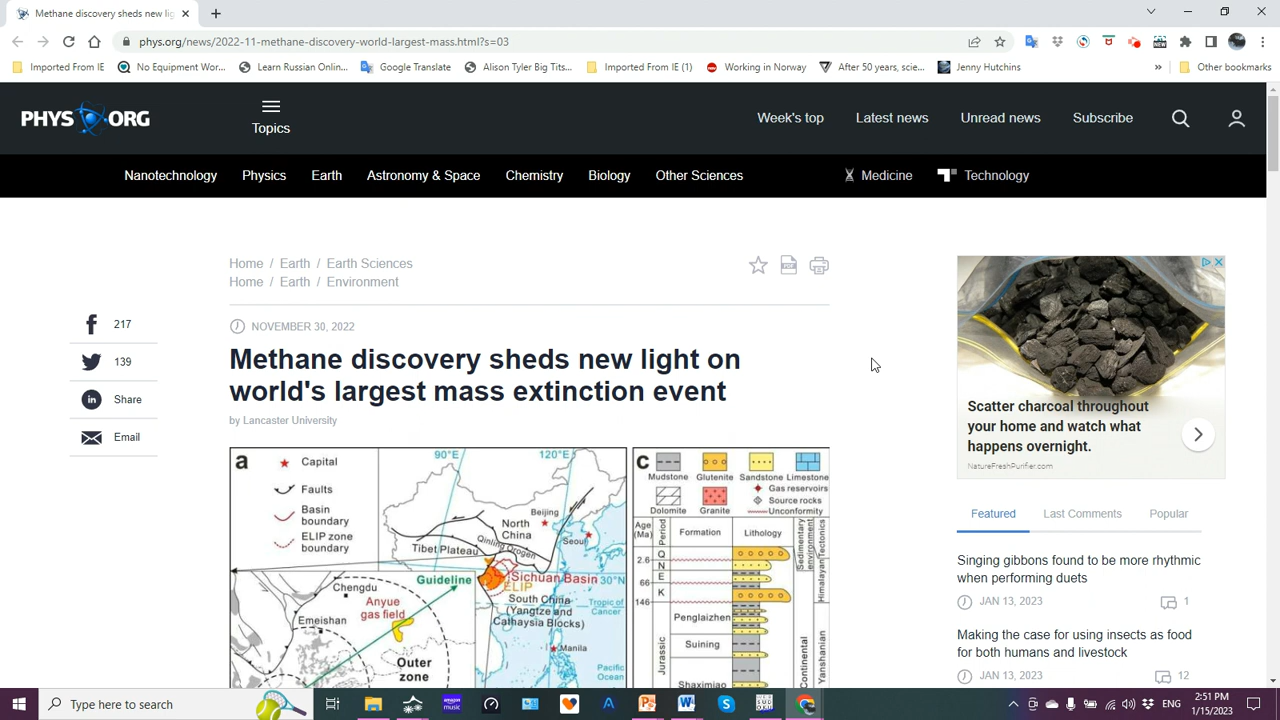 Methane discovery sheds new lig
phys.org/news/2022-11-methane-discovery-world-largest-mass.html?s=03
NEW
Imported From IE
No Equipment Wor...
Learn Russian Onlin...
Google Translate
Alison Tyler Big Tits...
Imported From IE (1)
Working in Norway
After 50 years, scie...
Jenny Hutchins
»
Other bookmarks
PHYS ORG
Topics
Week's top
Latest news
Unread news
Subscribe
Nanotechnology
Physics
Earth
Astronomy & Space
Chemistry
Biology
Other Sciences
Medicine
Technology
Home / Earth / Earth Sciences
Home / Earth / Environment
PDF
217
139
Share
Email
NOVEMBER 30, 2022
Methane discovery sheds new light on
world's largest mass extinction event
by Lancaster University
a
Capital
Faults
Basin
boundary
ELIP zone
boundary
90°E
120°E
Beijing
North
China
Seoul
Tibet Plateau
Qinling Orogen
Guideline
Sichuan Basin
ELIP
30°N
Chengdu
Anyue
gas field
Emeishan
South China
(Yangtze and
Cathaysia Blocks)
Tropic of
Cancer
Manila
Outer
zone
Pacific
Ocean
c
Mudstone
Glutenite
Sandstone
Limestone
Dolomite
Granite
Gas reservoirs
Source rocks
Unconformity
Age
(Ma)
Period
Formation
Lithology
Sedimentary
environment
Tectonics
Q
2.6
N
E
66
K
146
Penglaizhen
Suining
Shaximiao
Jurassic
Continental
Himalayan
Yanshanian
Scatter charcoal throughout
your home and watch what
happens overnight.
NatureFreshPurifier.com
Featured
Last Comments
Popular
Singing gibbons found to be more rhythmic
when performing duets
JAN 13, 2023
1
Making the case for using insects as food
for both humans and livestock
JAN 13, 2023
12
Type here to search
ENG
2:51 PM
1/15/2023